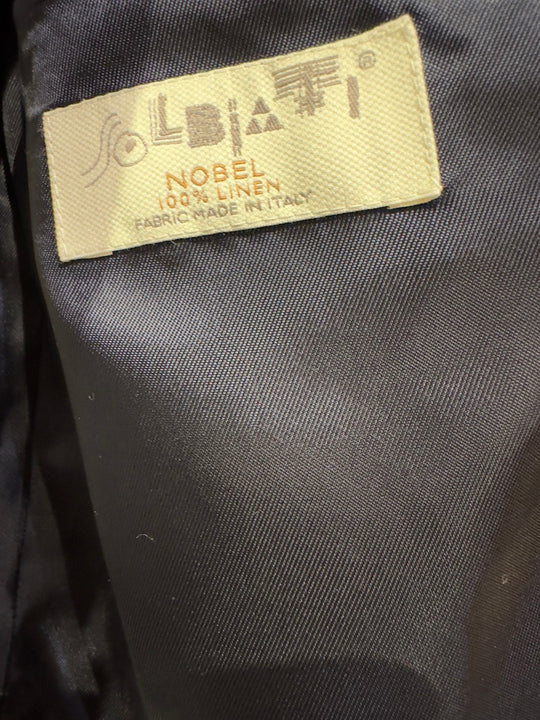 SOLBIATI®
NOBEL
100% LINEN
FABRIC MADE IN ITALY